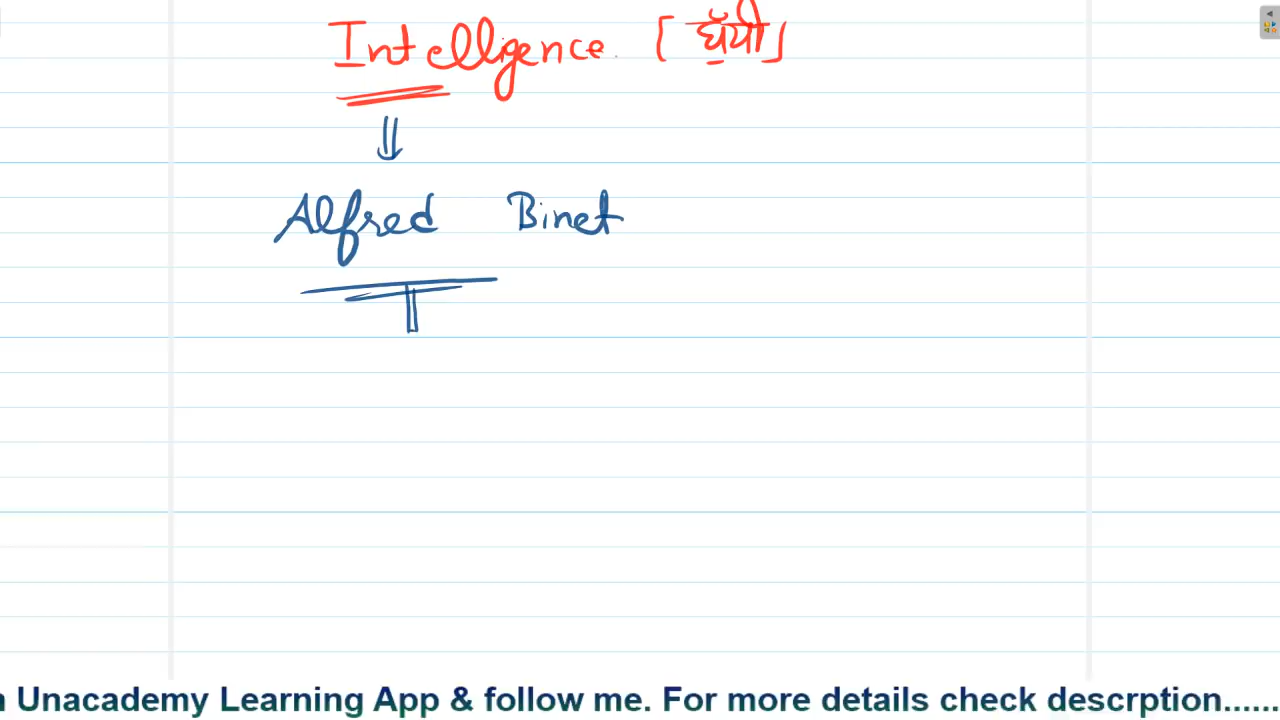 Intelligence.
Alfred Binet
Unacademy Learning App & follow me. For more details check descrption......